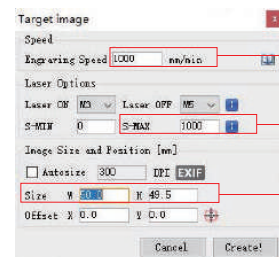 Target image
Speed
Engraving Speed 1000 mm/min
Laser Options
Laser ON M3 Laser OFF M5
S-MIN 0 S-MAX 1000
Image Size and Position [mm]
Autosize 300 DPI EXIF
Size W H 49.5
Offset X 0.0 Y 0.0
Cancel Create!